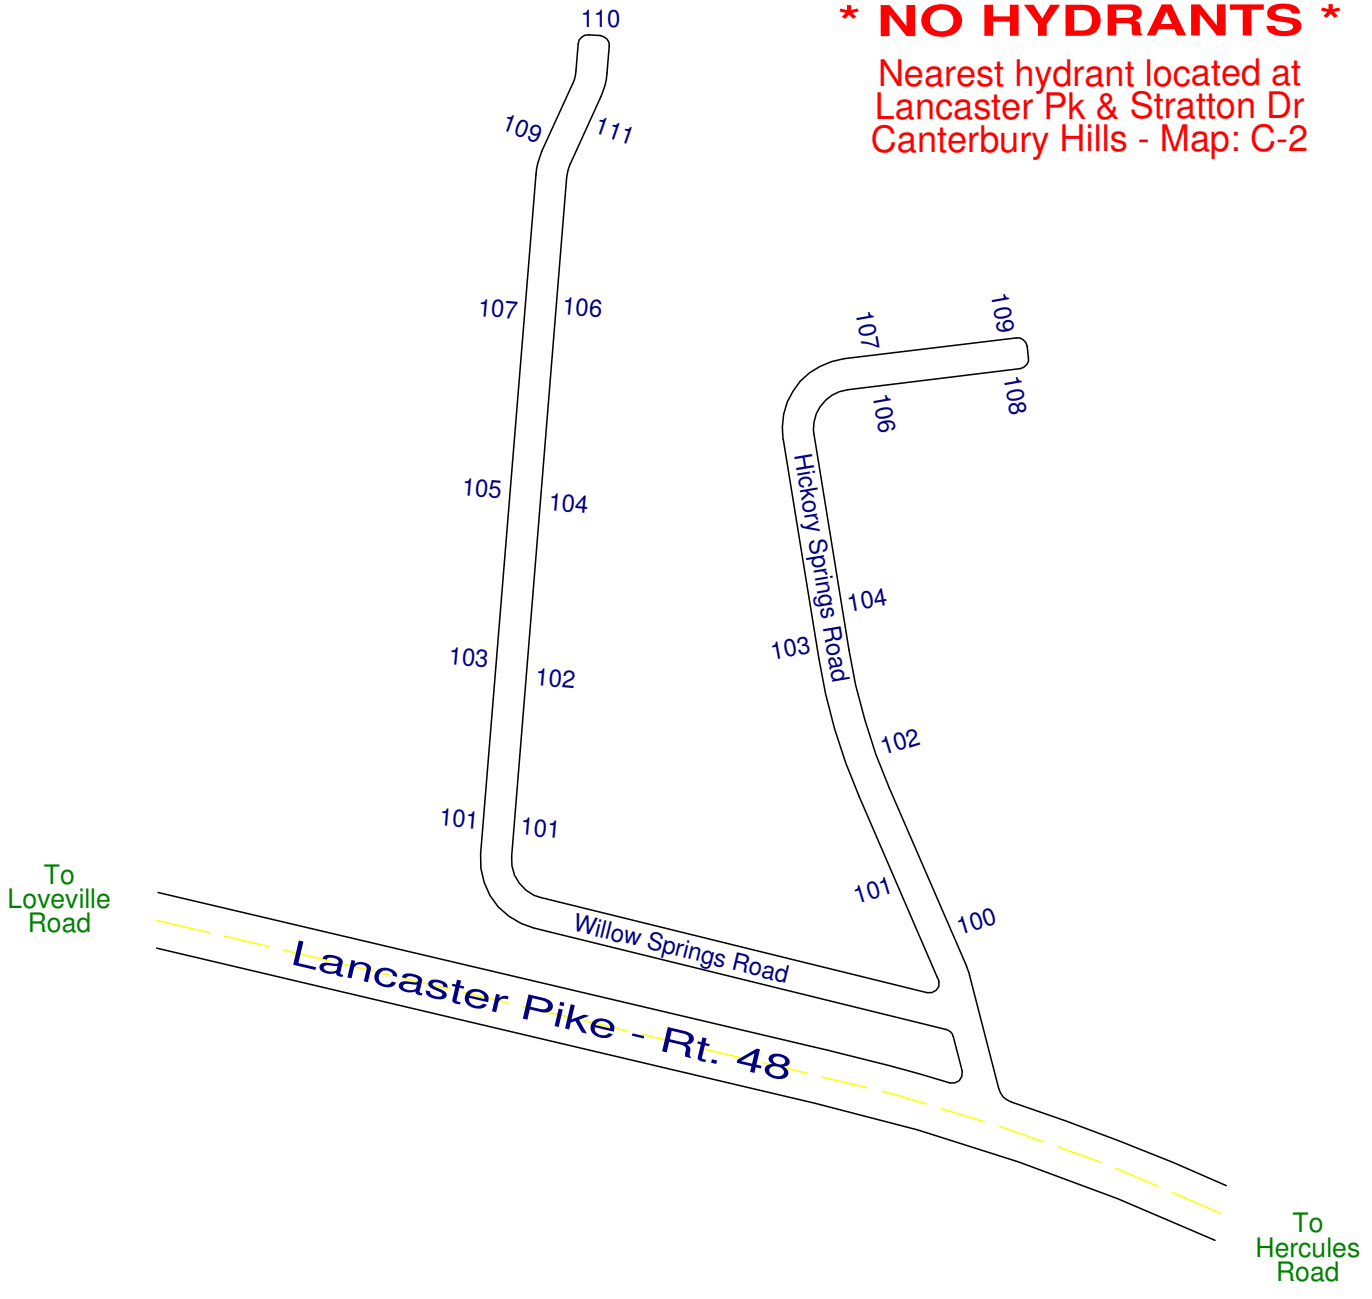 110
* NO HYDRANTS *
Nearest hydrant located at
Lancaster Pk & Stratton Dr
Canterbury Hills - Map: C-2
109
111
107
106
109
107
108
106
105
104
Hickory Springs Road
104
103
103
102
102
101
101
101
100
To
Loveville
Road
Willow Springs Road
Lancaster Pike - Rt. 48
To
Hercules
Road